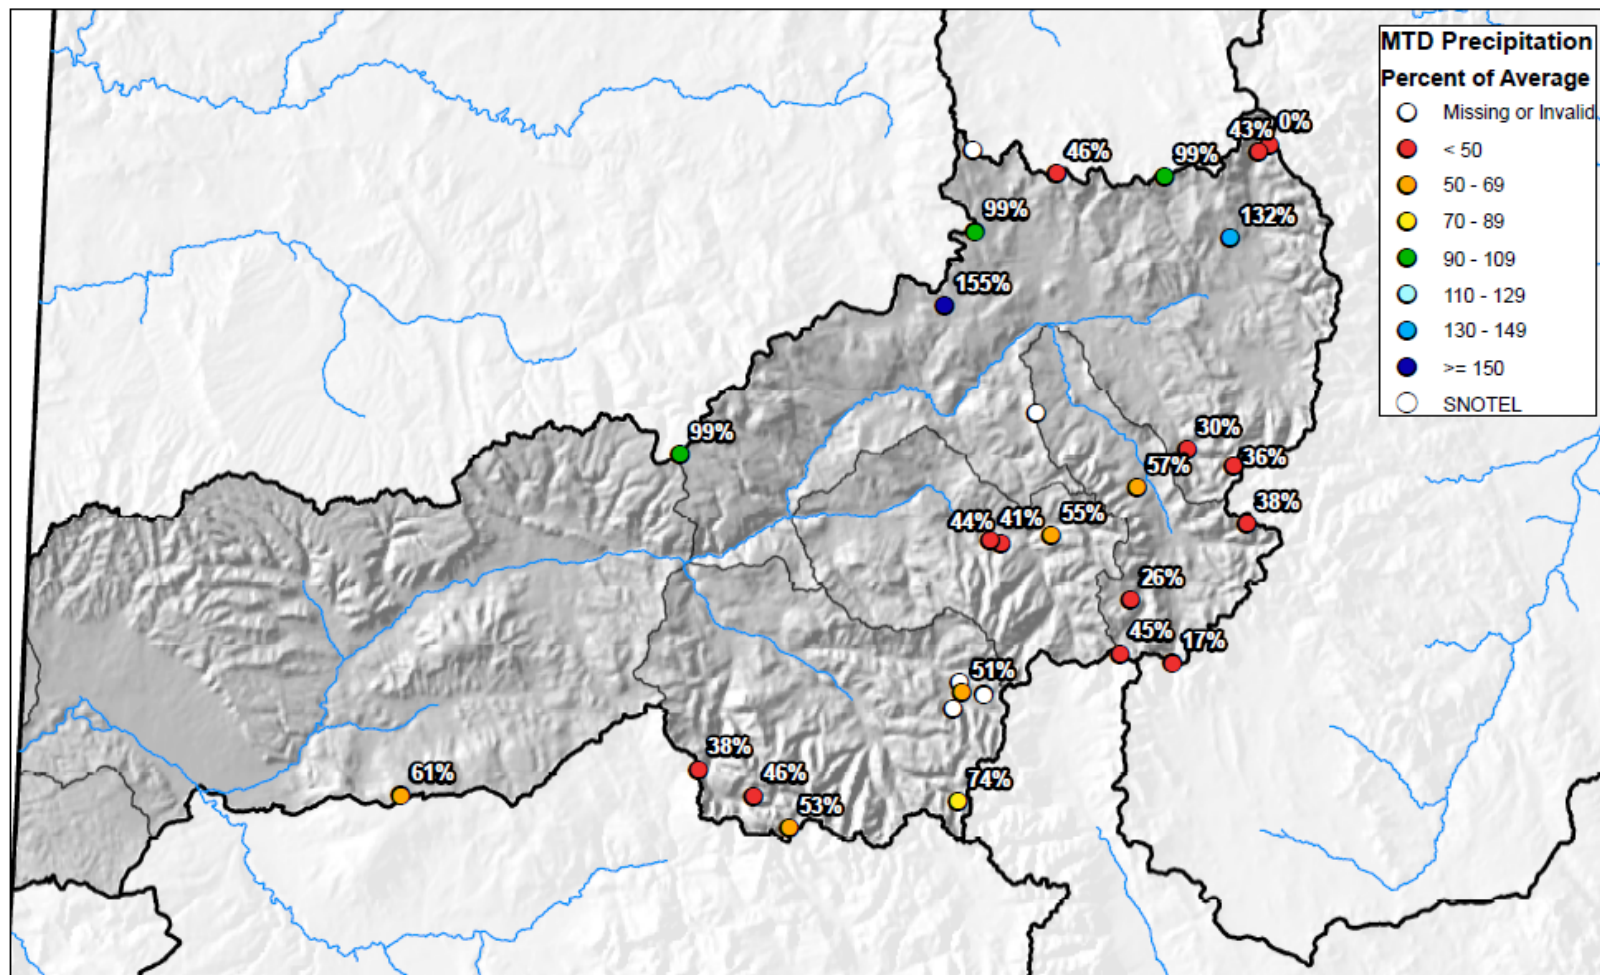 MTD Precipitation
Percent of Average
Missing or Invalid
< 50
50 - 69
70 - 89
90 - 109
110 - 129
130 - 149
>= 150
SNOTEL
43% 0%
46% 99%
99% 132%
155%
99%
30%
57% 36%
38%
44% 41% 55%
26%
45% 17%
51%
38%
61% 46% 74%
53%